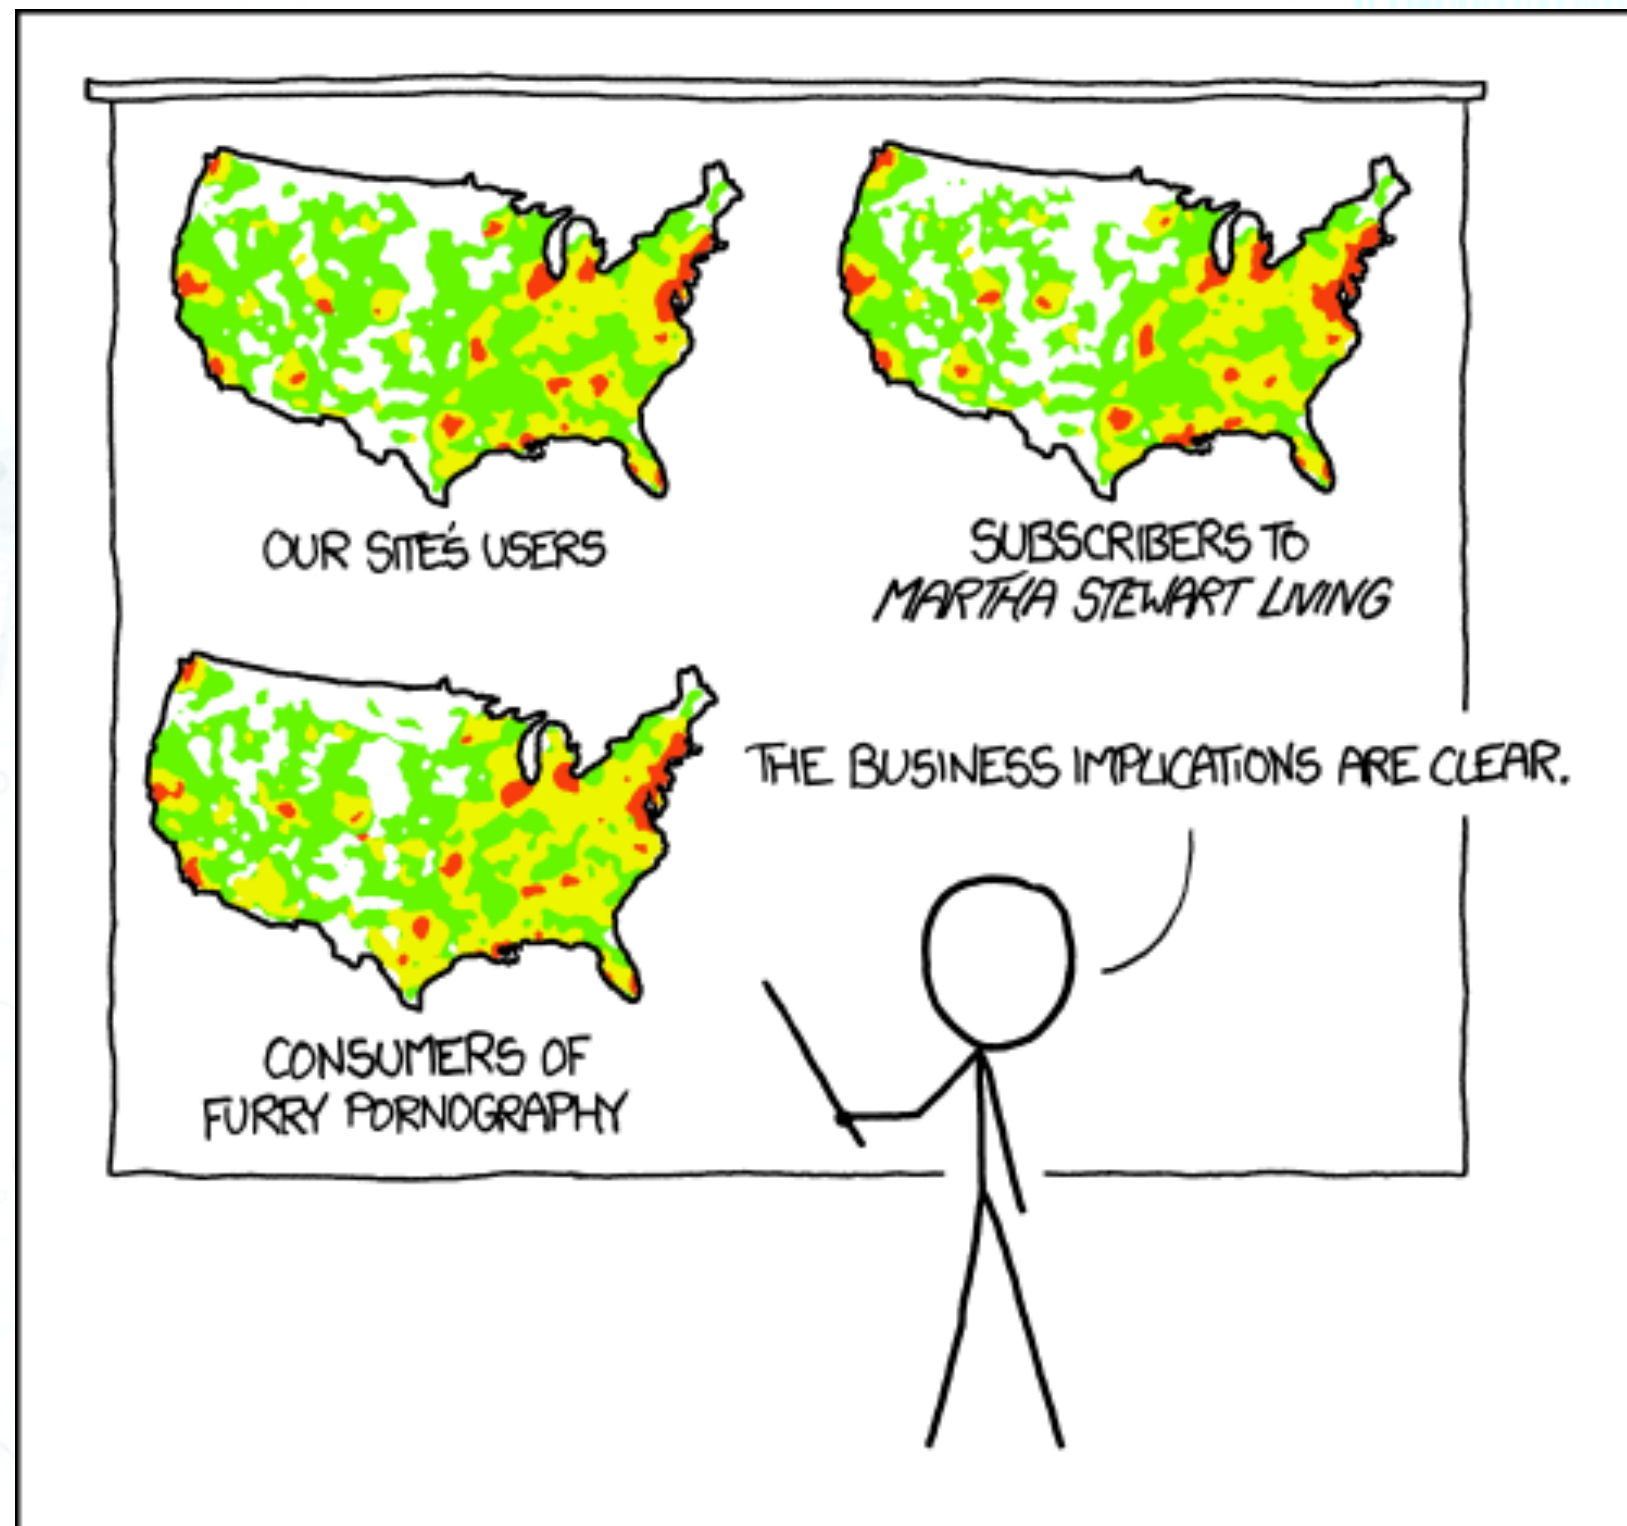 OUR SITE'S USERS
SUBSCRIBERS TO
MARTHA STEWART LIVING
CONSUMERS OF
FURRY PORNOGRAPHY
THE BUSINESS IMPLICATIONS ARE CLEAR.